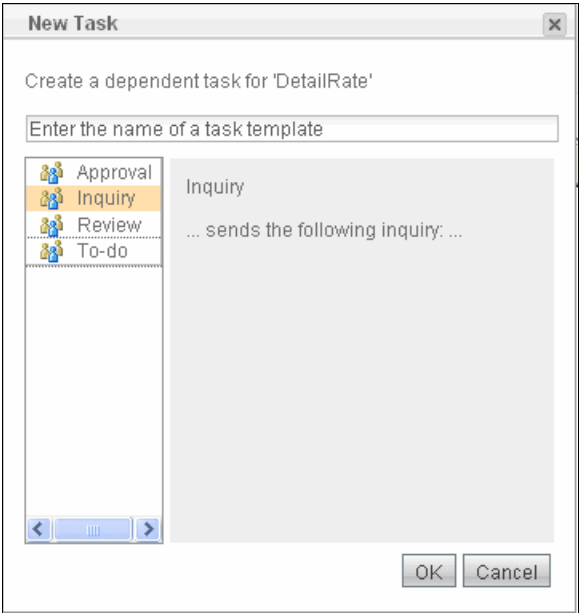 New Task
Create a dependent task for 'DetailRate'
Enter the name of a task template
Approval
Inquiry
Review
To-do
Inquiry
... sends the following inquiry: ...
OK Cancel